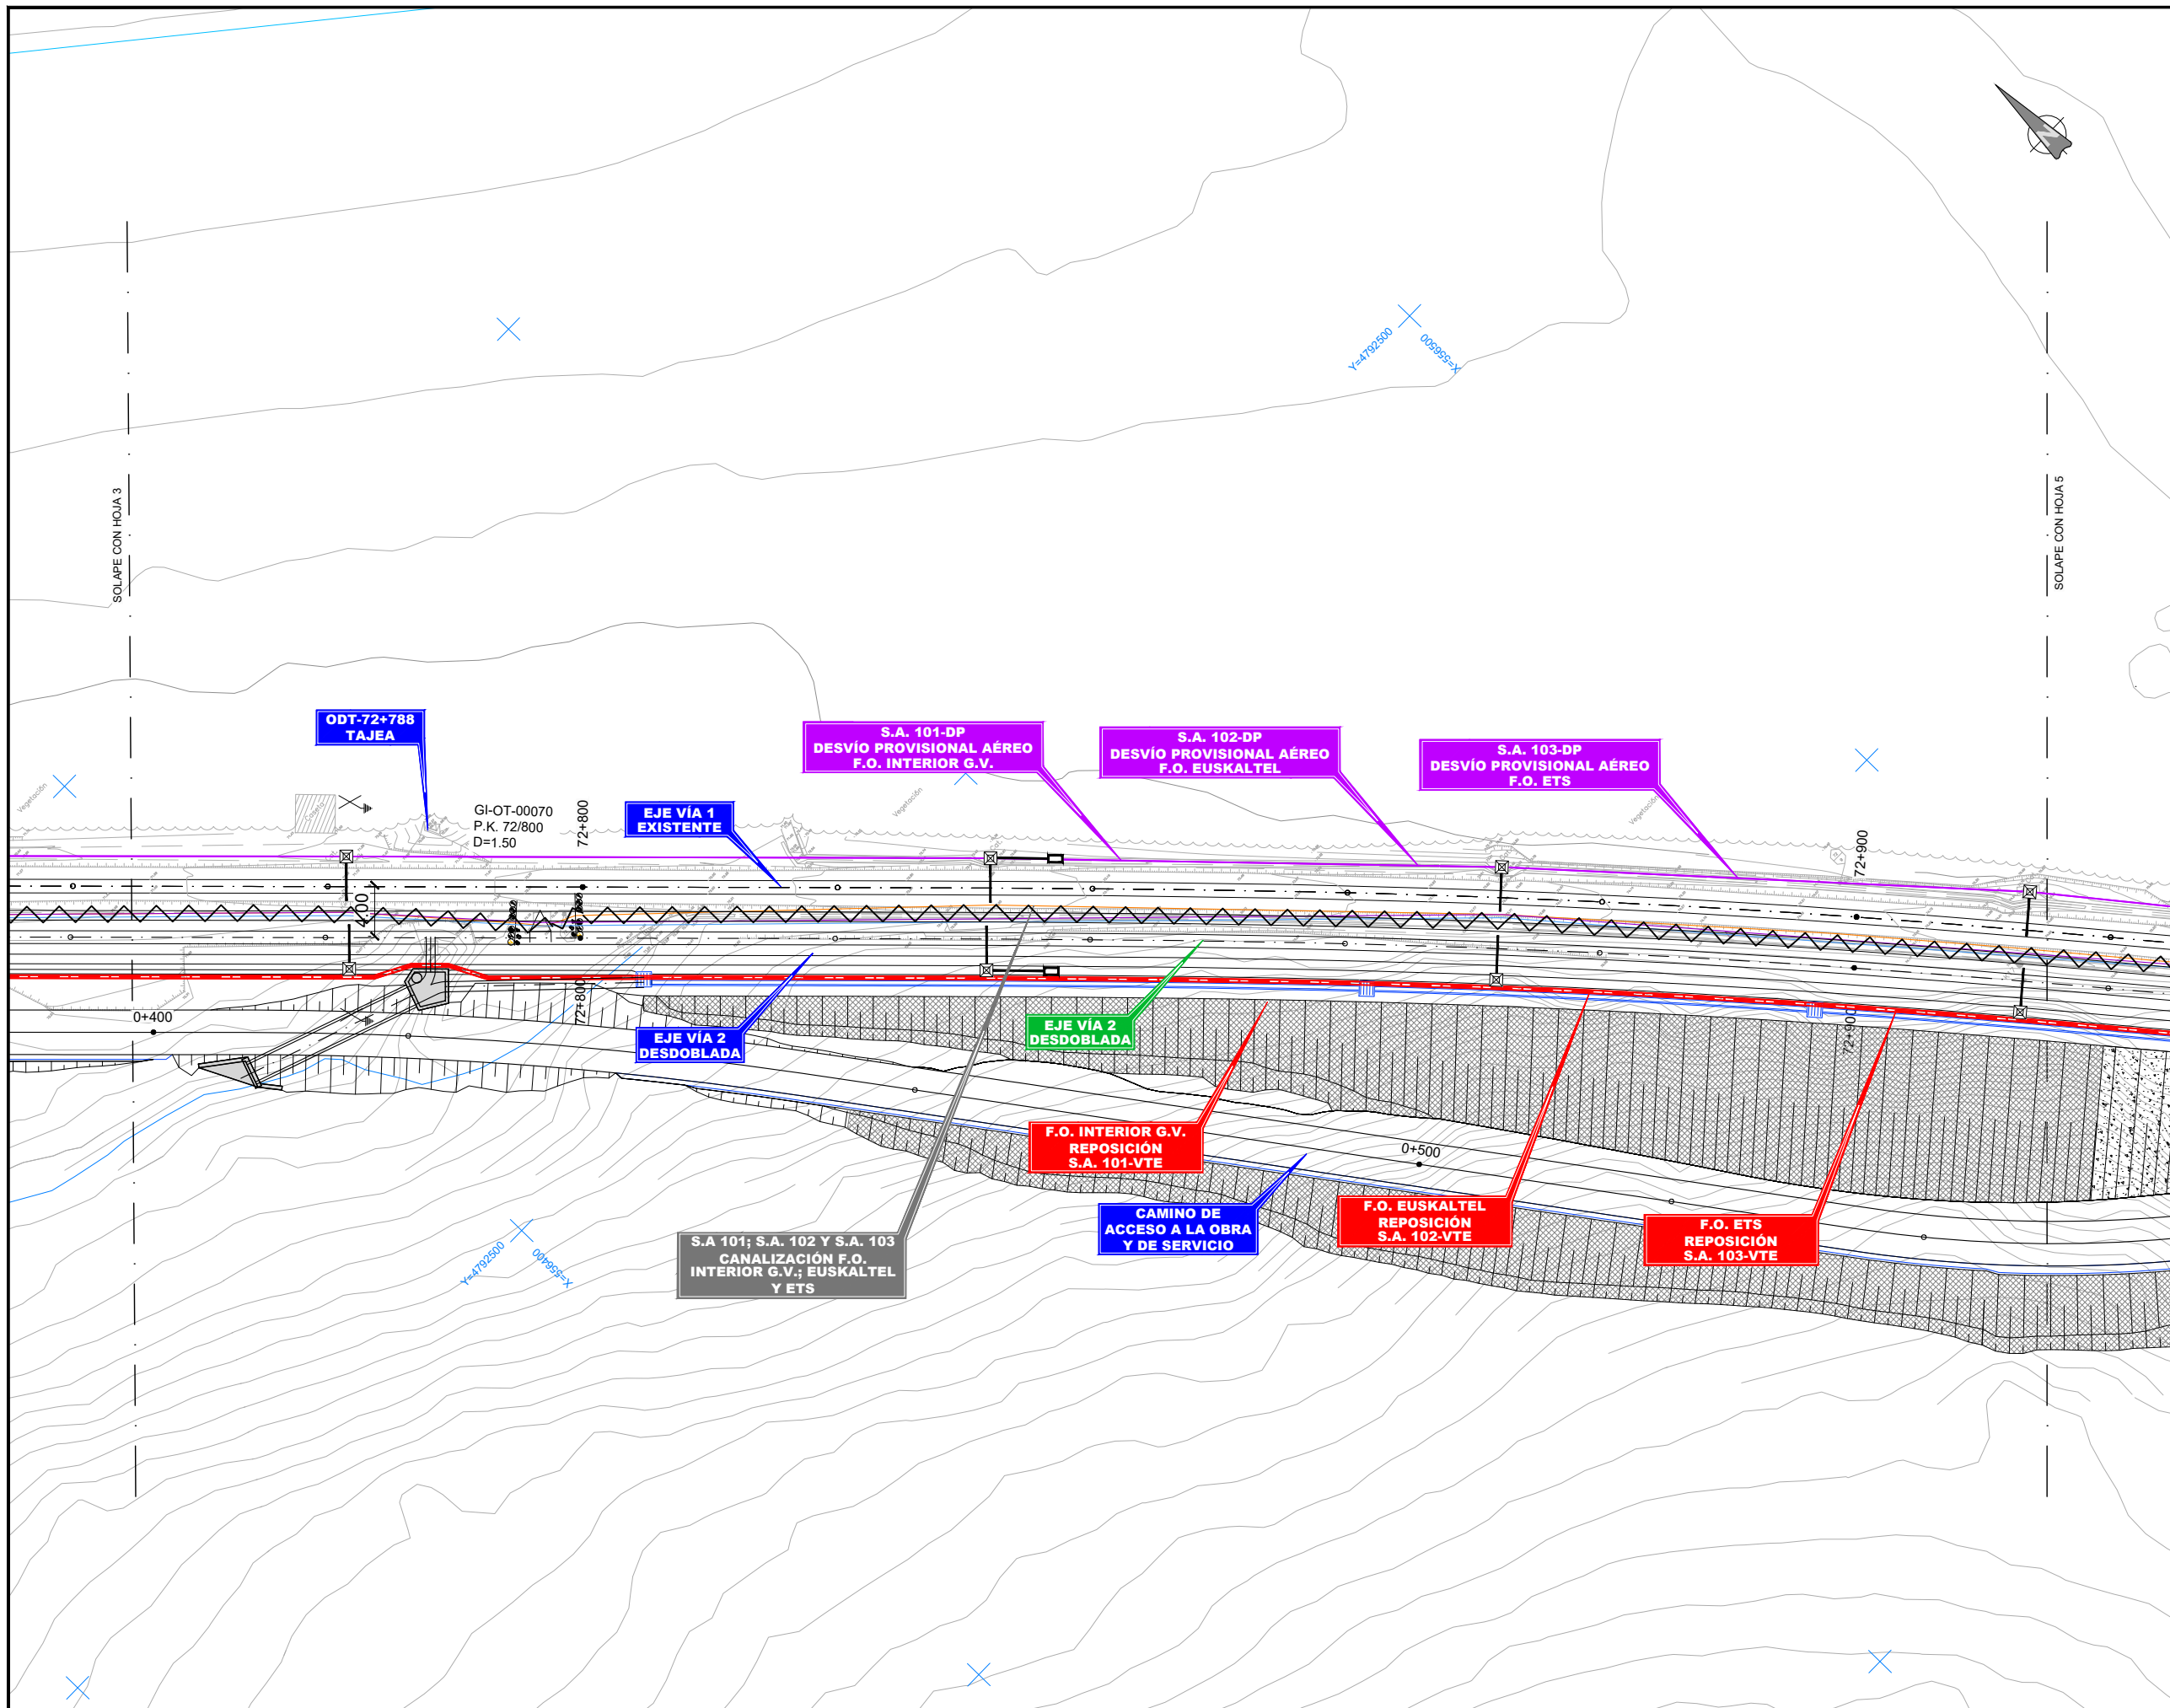 N
Y=4792500
X=556500
SOLAPE CON HOJA 3
SOLAPE CON HOJA 5
ODT-72+788
TAJEA
S.A. 101-DP
DESVÍO PROVISIONAL AÉREO
F.O. INTERIOR G.V.
S.A. 102-DP
DESVÍO PROVISIONAL AÉREO
F.O. EUSKALTEL
S.A. 103-DP
DESVÍO PROVISIONAL AÉREO
F.O. ETS
Vegetación
Caseta
GI-OT-00070
P.K. 72/800
D=1.50
72+800
EJE VÍA 1
EXISTENTE
Vegetación
Vegetación
72+900
4.00
0+400
72+800
EJE VÍA 2
DESDOBLADA
EJE VÍA 2
DESDOBLADA
72+900
F.O. INTERIOR G.V.
REPOSICIÓN
S.A. 101-VTE
0+500
CAMINO DE
ACCESO A LA OBRA
Y DE SERVICIO
F.O. EUSKALTEL
REPOSICIÓN
S.A. 102-VTE
F.O. ETS
REPOSICIÓN
S.A. 103-VTE
S.A 101; S.A. 102 Y S.A. 103
CANALIZACIÓN F.O.
INTERIOR G.V.; EUSKALTEL
Y ETS
Y=4792500
X=556400